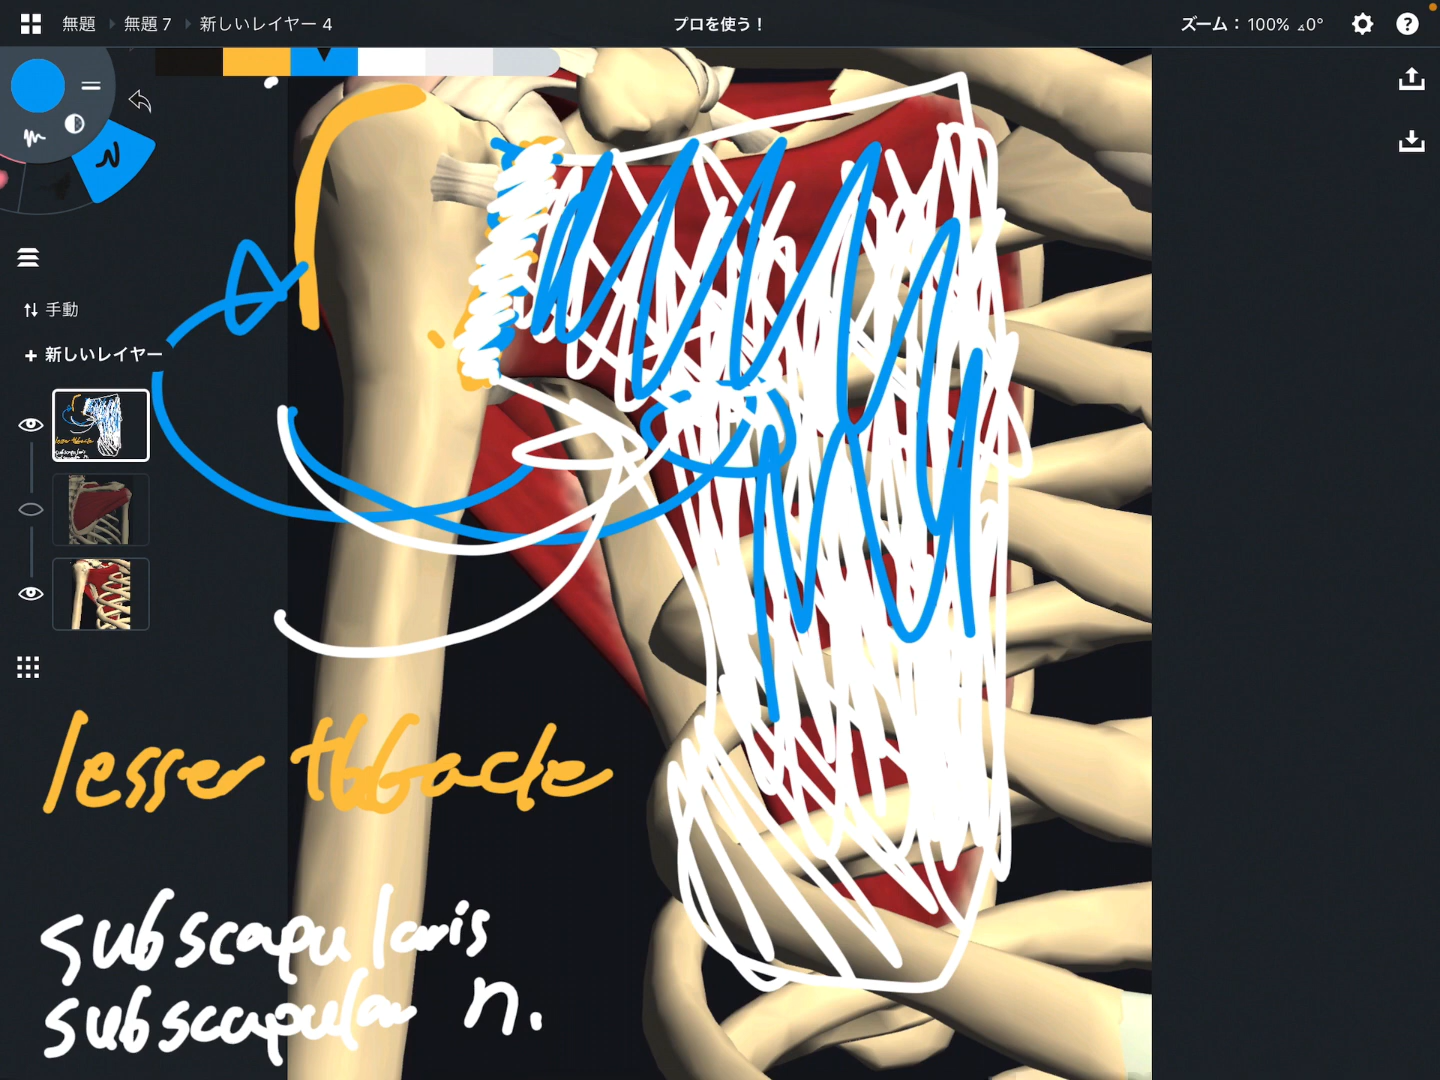 無題 無題 7 新しいレイヤー 4 プロを使う! ズーム: 100% ⊿0°
手動
+ 新しいレイヤー
lesser
subscapularis
subscapular n.